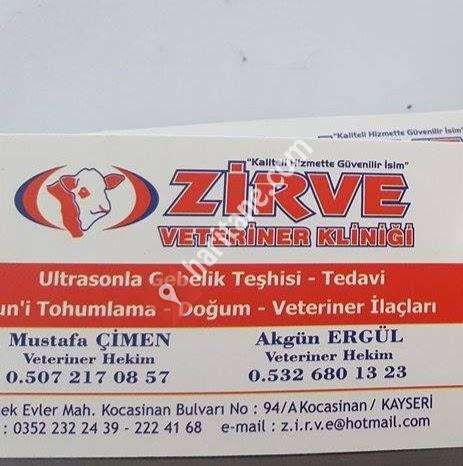 "Kaliteli Hizmette Güvenilir İsim"
"Kaliteli Hizmette Güvenilir İsim"
ZİRVE
VETERİNER KLİNİĞİ
Ultrasonla Gebelik Teşhisi - Tedavi
un'i Tohumlama - Doğum - Veteriner İlaçları
Mustafa ÇİMEN
Akgün ERGÜL
Veteriner Hekim
Veteriner Hekim
0.507 217 08 57
0.532 680 13 23
ek Evler Mah. Kocasinan Bulvarı No : 94/A Kocasinan / KAYSERİ
: 0352 232 24 39 - 222 41 68 e-mail : z.i.r.v.e@hotmail.com